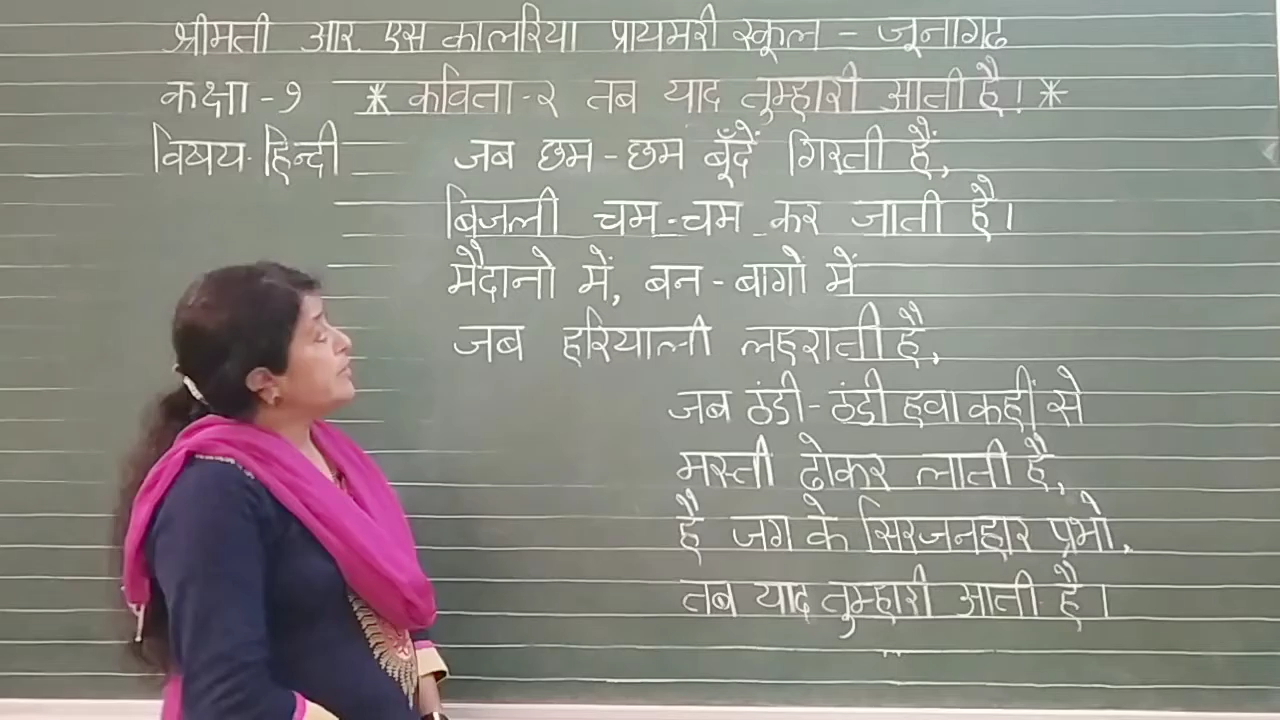 श्रीमती आर. एस कालरिया प्रायमरी स्कूल - जूनागढ
कक्षा - ૭ * कविता - २ तब याद तुम्हारी आती है। *
विषय - हिन्दी
जब छम - छम बूँदें गिरती हैं,
बिजली चम - चम कर जाती है।
मैदानो में, बन - बागो में
जब हरियाली लहराती है,
जब ठंडी - ठंडी हवा कहीं से
मस्ती ढोकर लाती है,
है जग के सिरजनहार प्रभो,
तब याद तुम्हारी आती है।